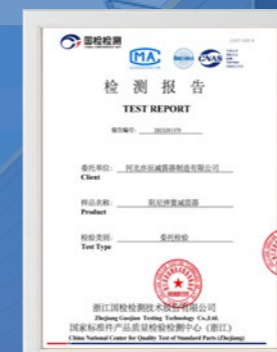 国检检测
MA
CNAS
检测报告
TEST REPORT
委托单位: 河北亦辰减震器制造有限公司
Client
样品名称: 阻尼弹簧减震器
Product
检验类别: 委托检验
Test Type
浙江国检检测技术股份有限公司
Zhejiang Guojian Testing Technology Co.,Ltd.
国家标准件产品质量检验检测中心(浙江)
China National Center for Quality Test of Standard Parts (Zhejiang)